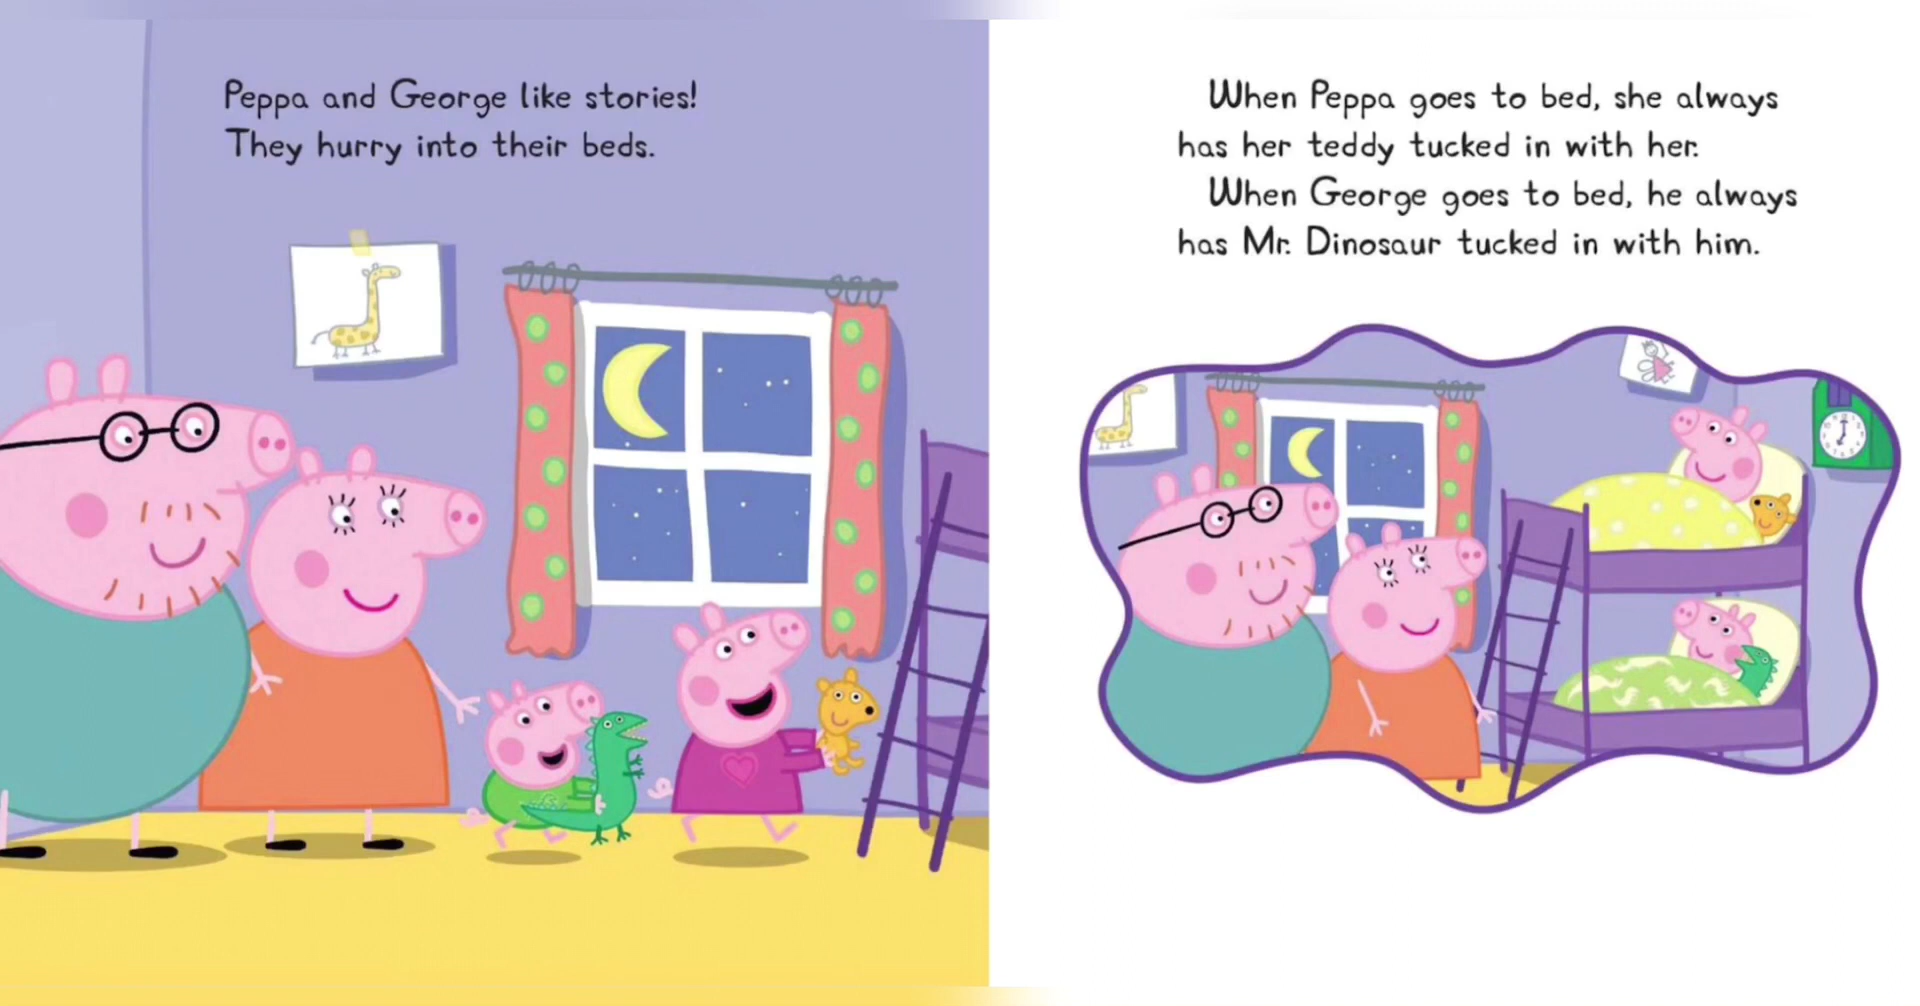 Peppa and George like stories!
They hurry into their beds.
When Peppa goes to bed, she always
has her teddy tucked in with her.
When George goes to bed, he always
has Mr. Dinosaur tucked in with him.